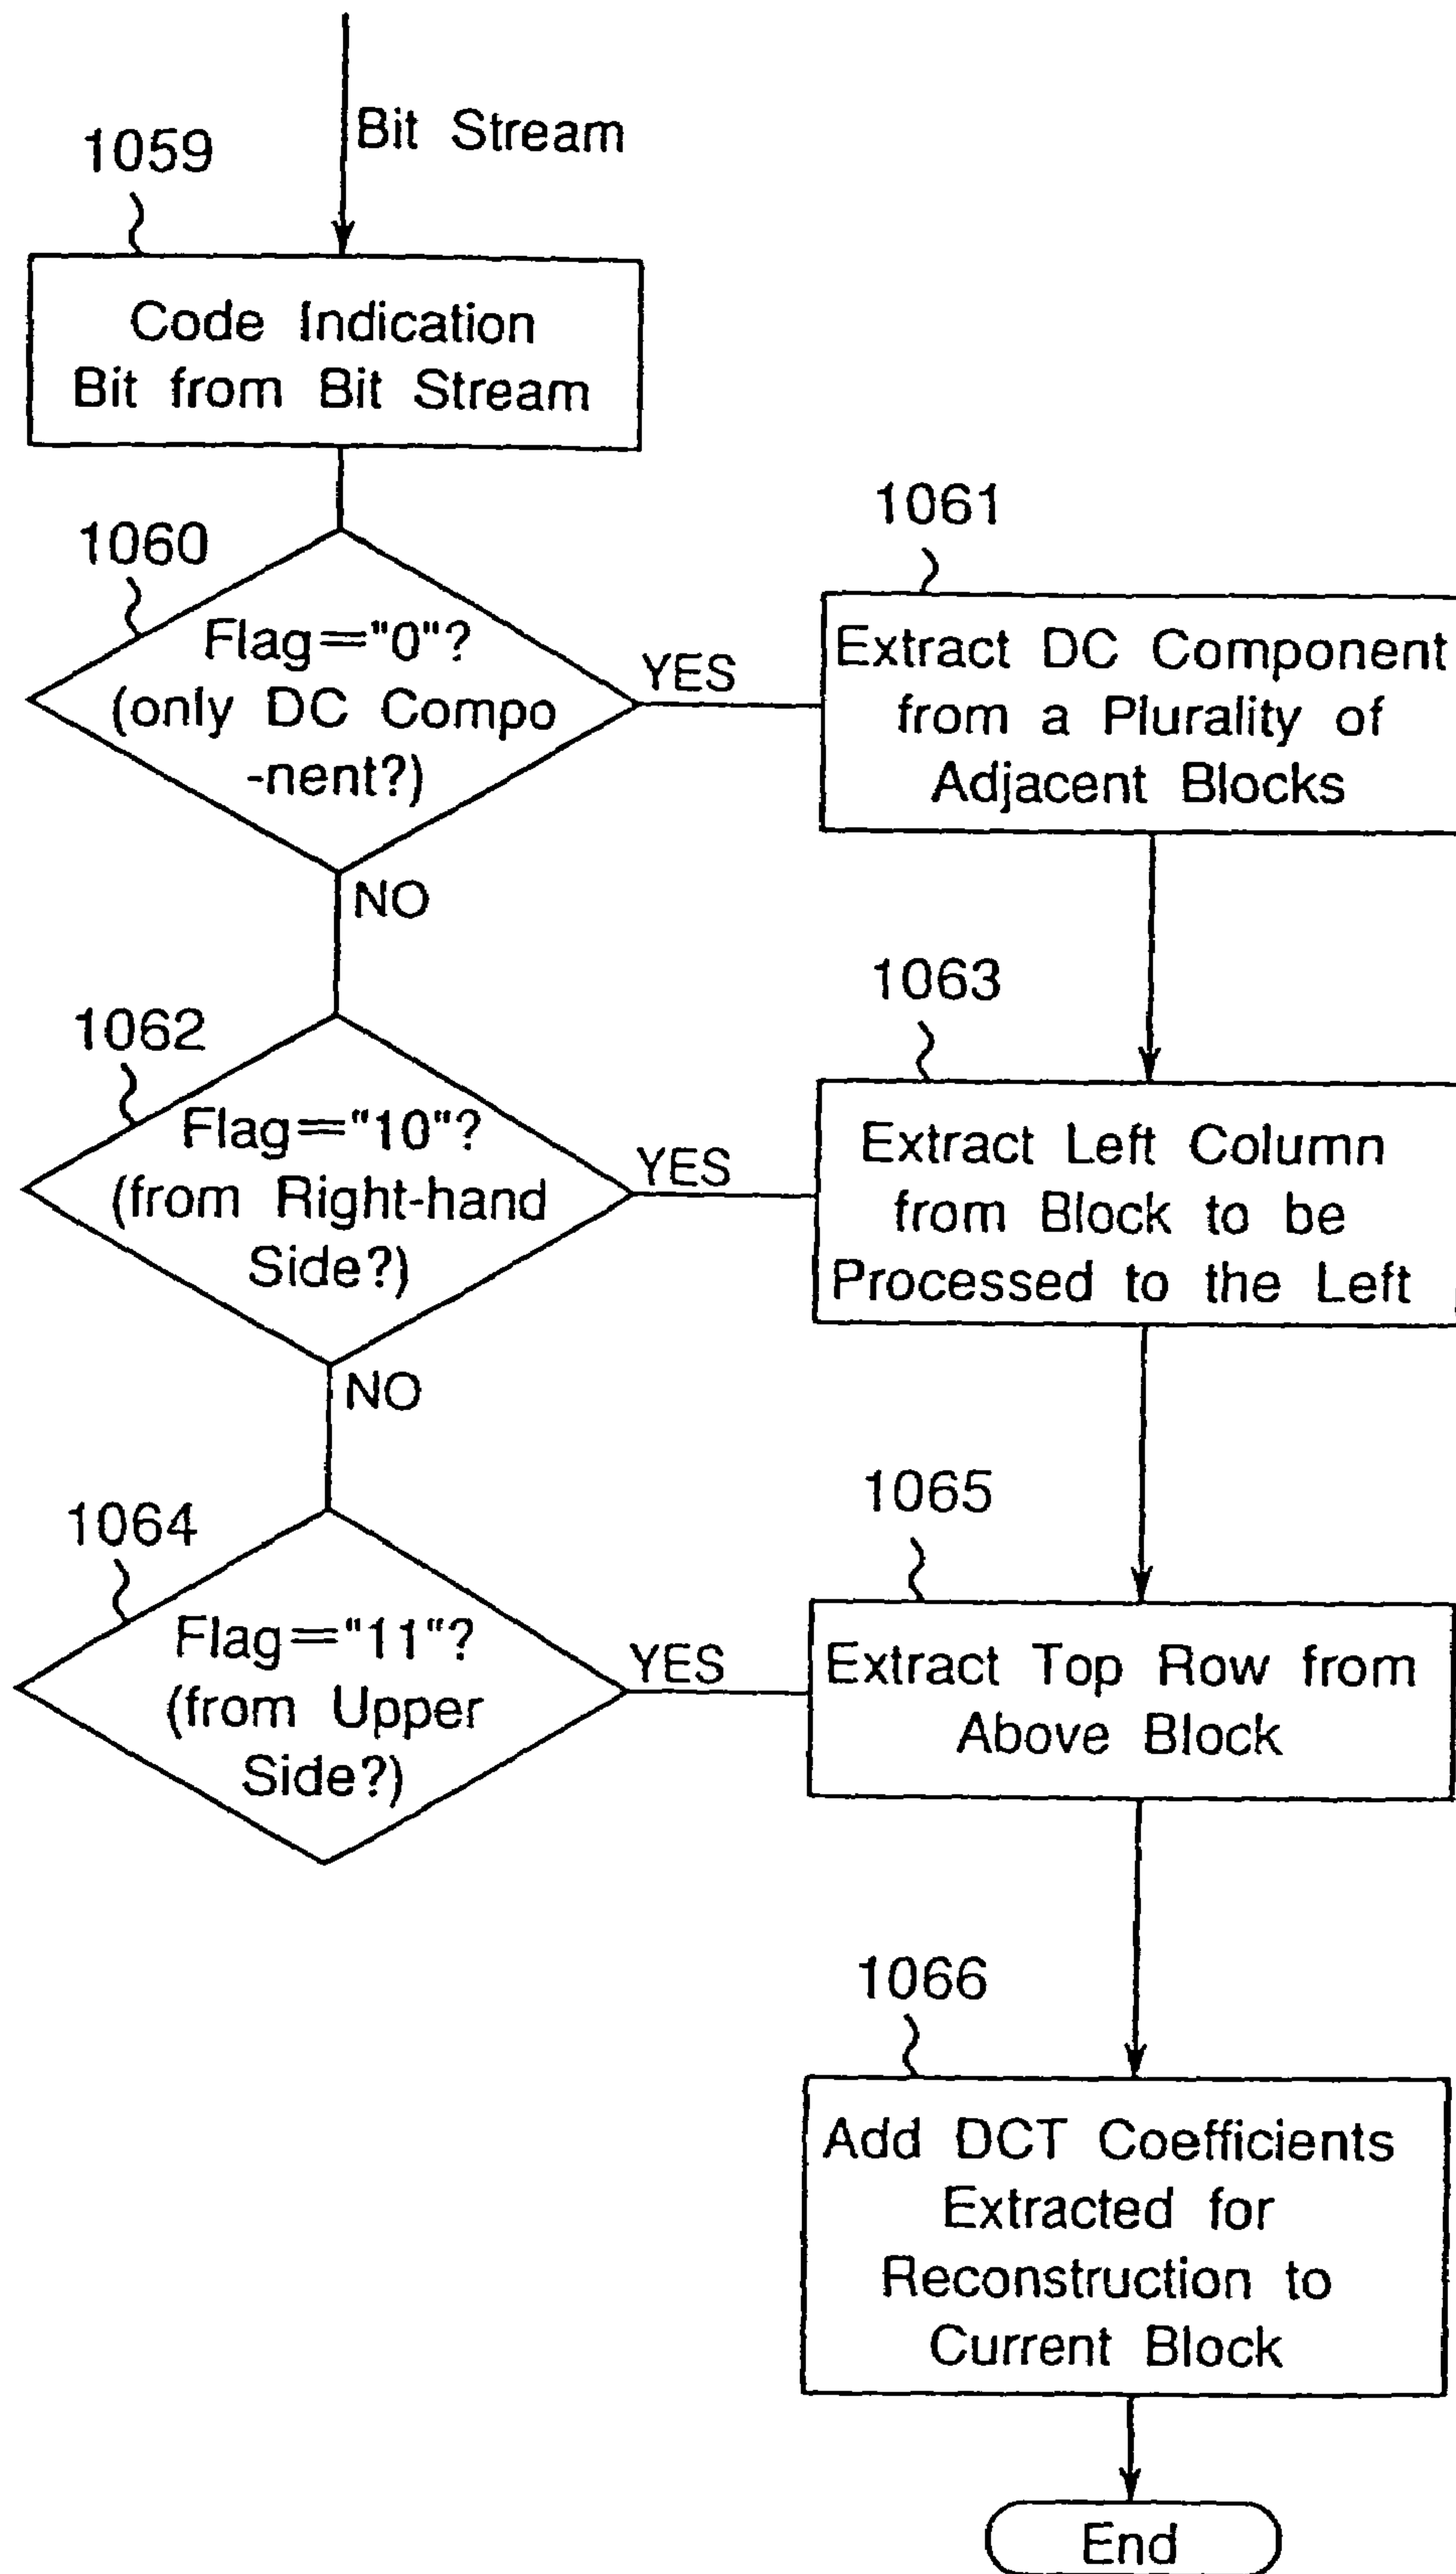 Bit Stream
1059
Code Indication
Bit from Bit Stream
1060
Flag="0"?
(only DC Compo
-nent?)
YES
NO
1061
Extract DC Component
from a Plurality of
Adjacent Blocks
1062
Flag="10"?
(from Right-hand
Side?)
YES
NO
1063
Extract Left Column
from Block to be
Processed to the Left
1064
Flag="11"?
(from Upper
Side?)
YES
1065
Extract Top Row from
Above Block
1066
Add DCT Coefficients
Extracted for
Reconstruction to
Current Block
End